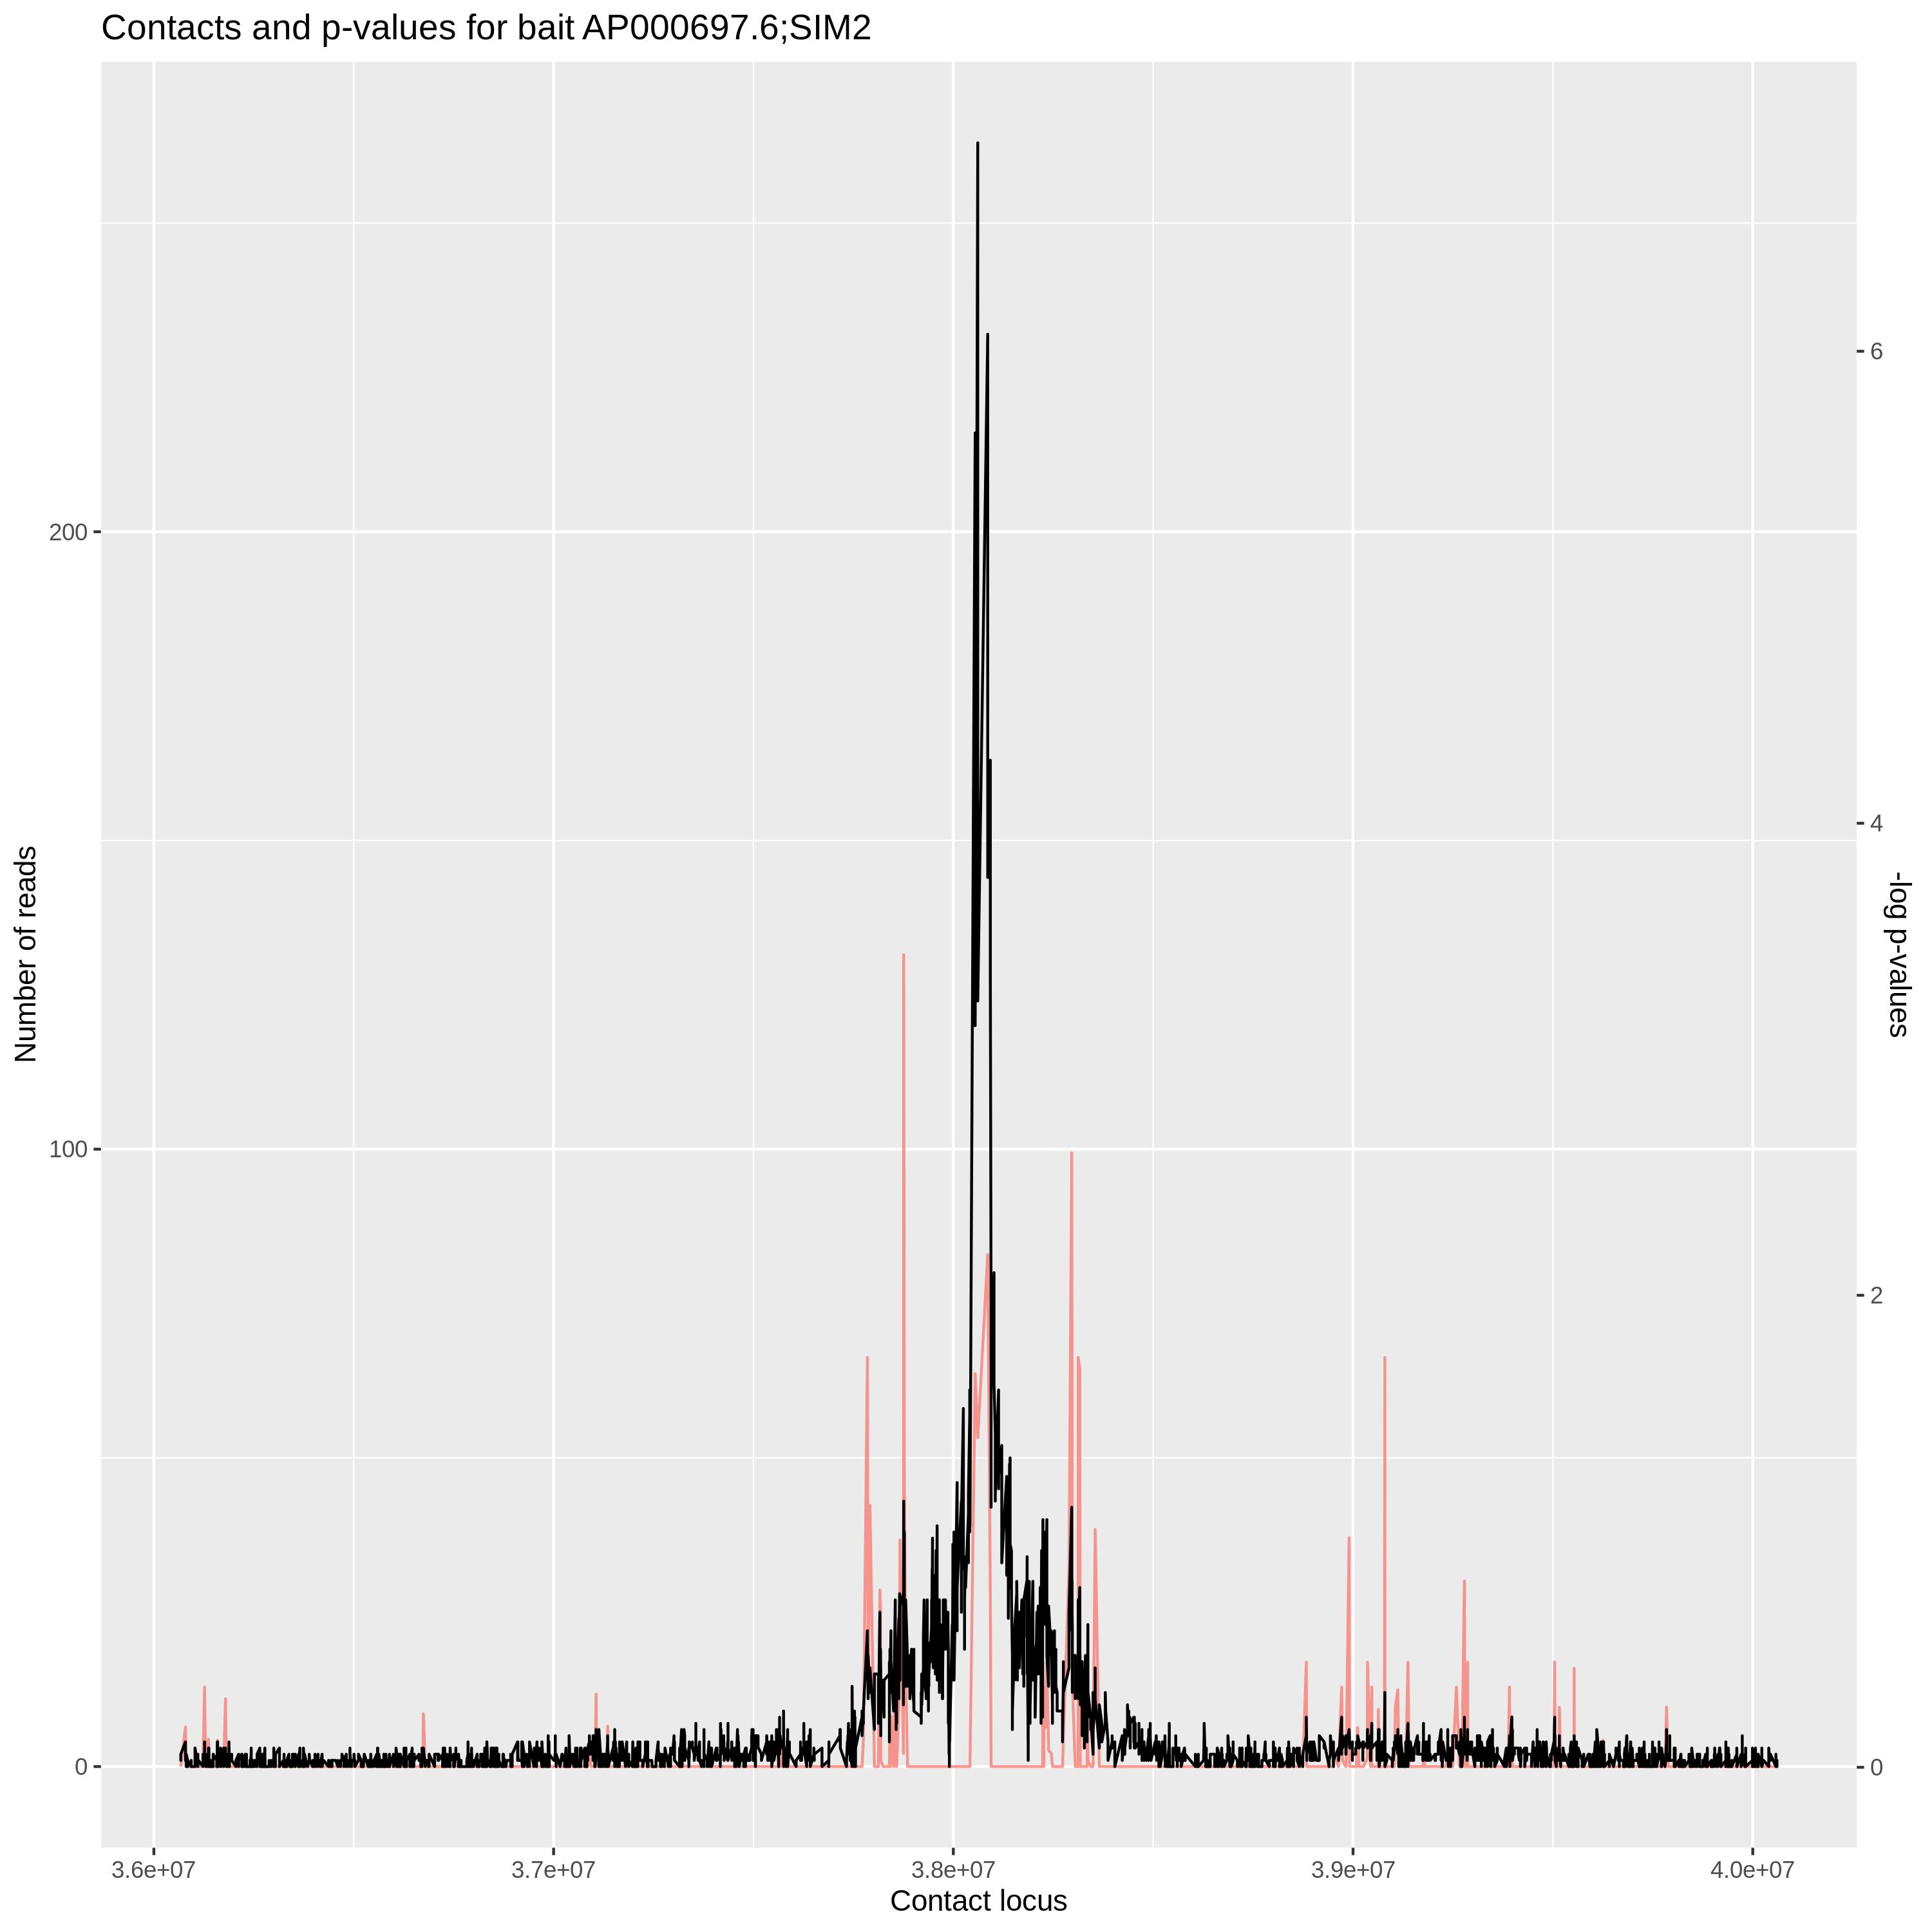 Contacts and p-values for bait AP000697.6;SIM2
Number of reads
200
100
0
6
4
2
0
-log p-values
3.6e+07
3.7e+07
3.8e+07
3.9e+07
4.0e+07
Contact locus